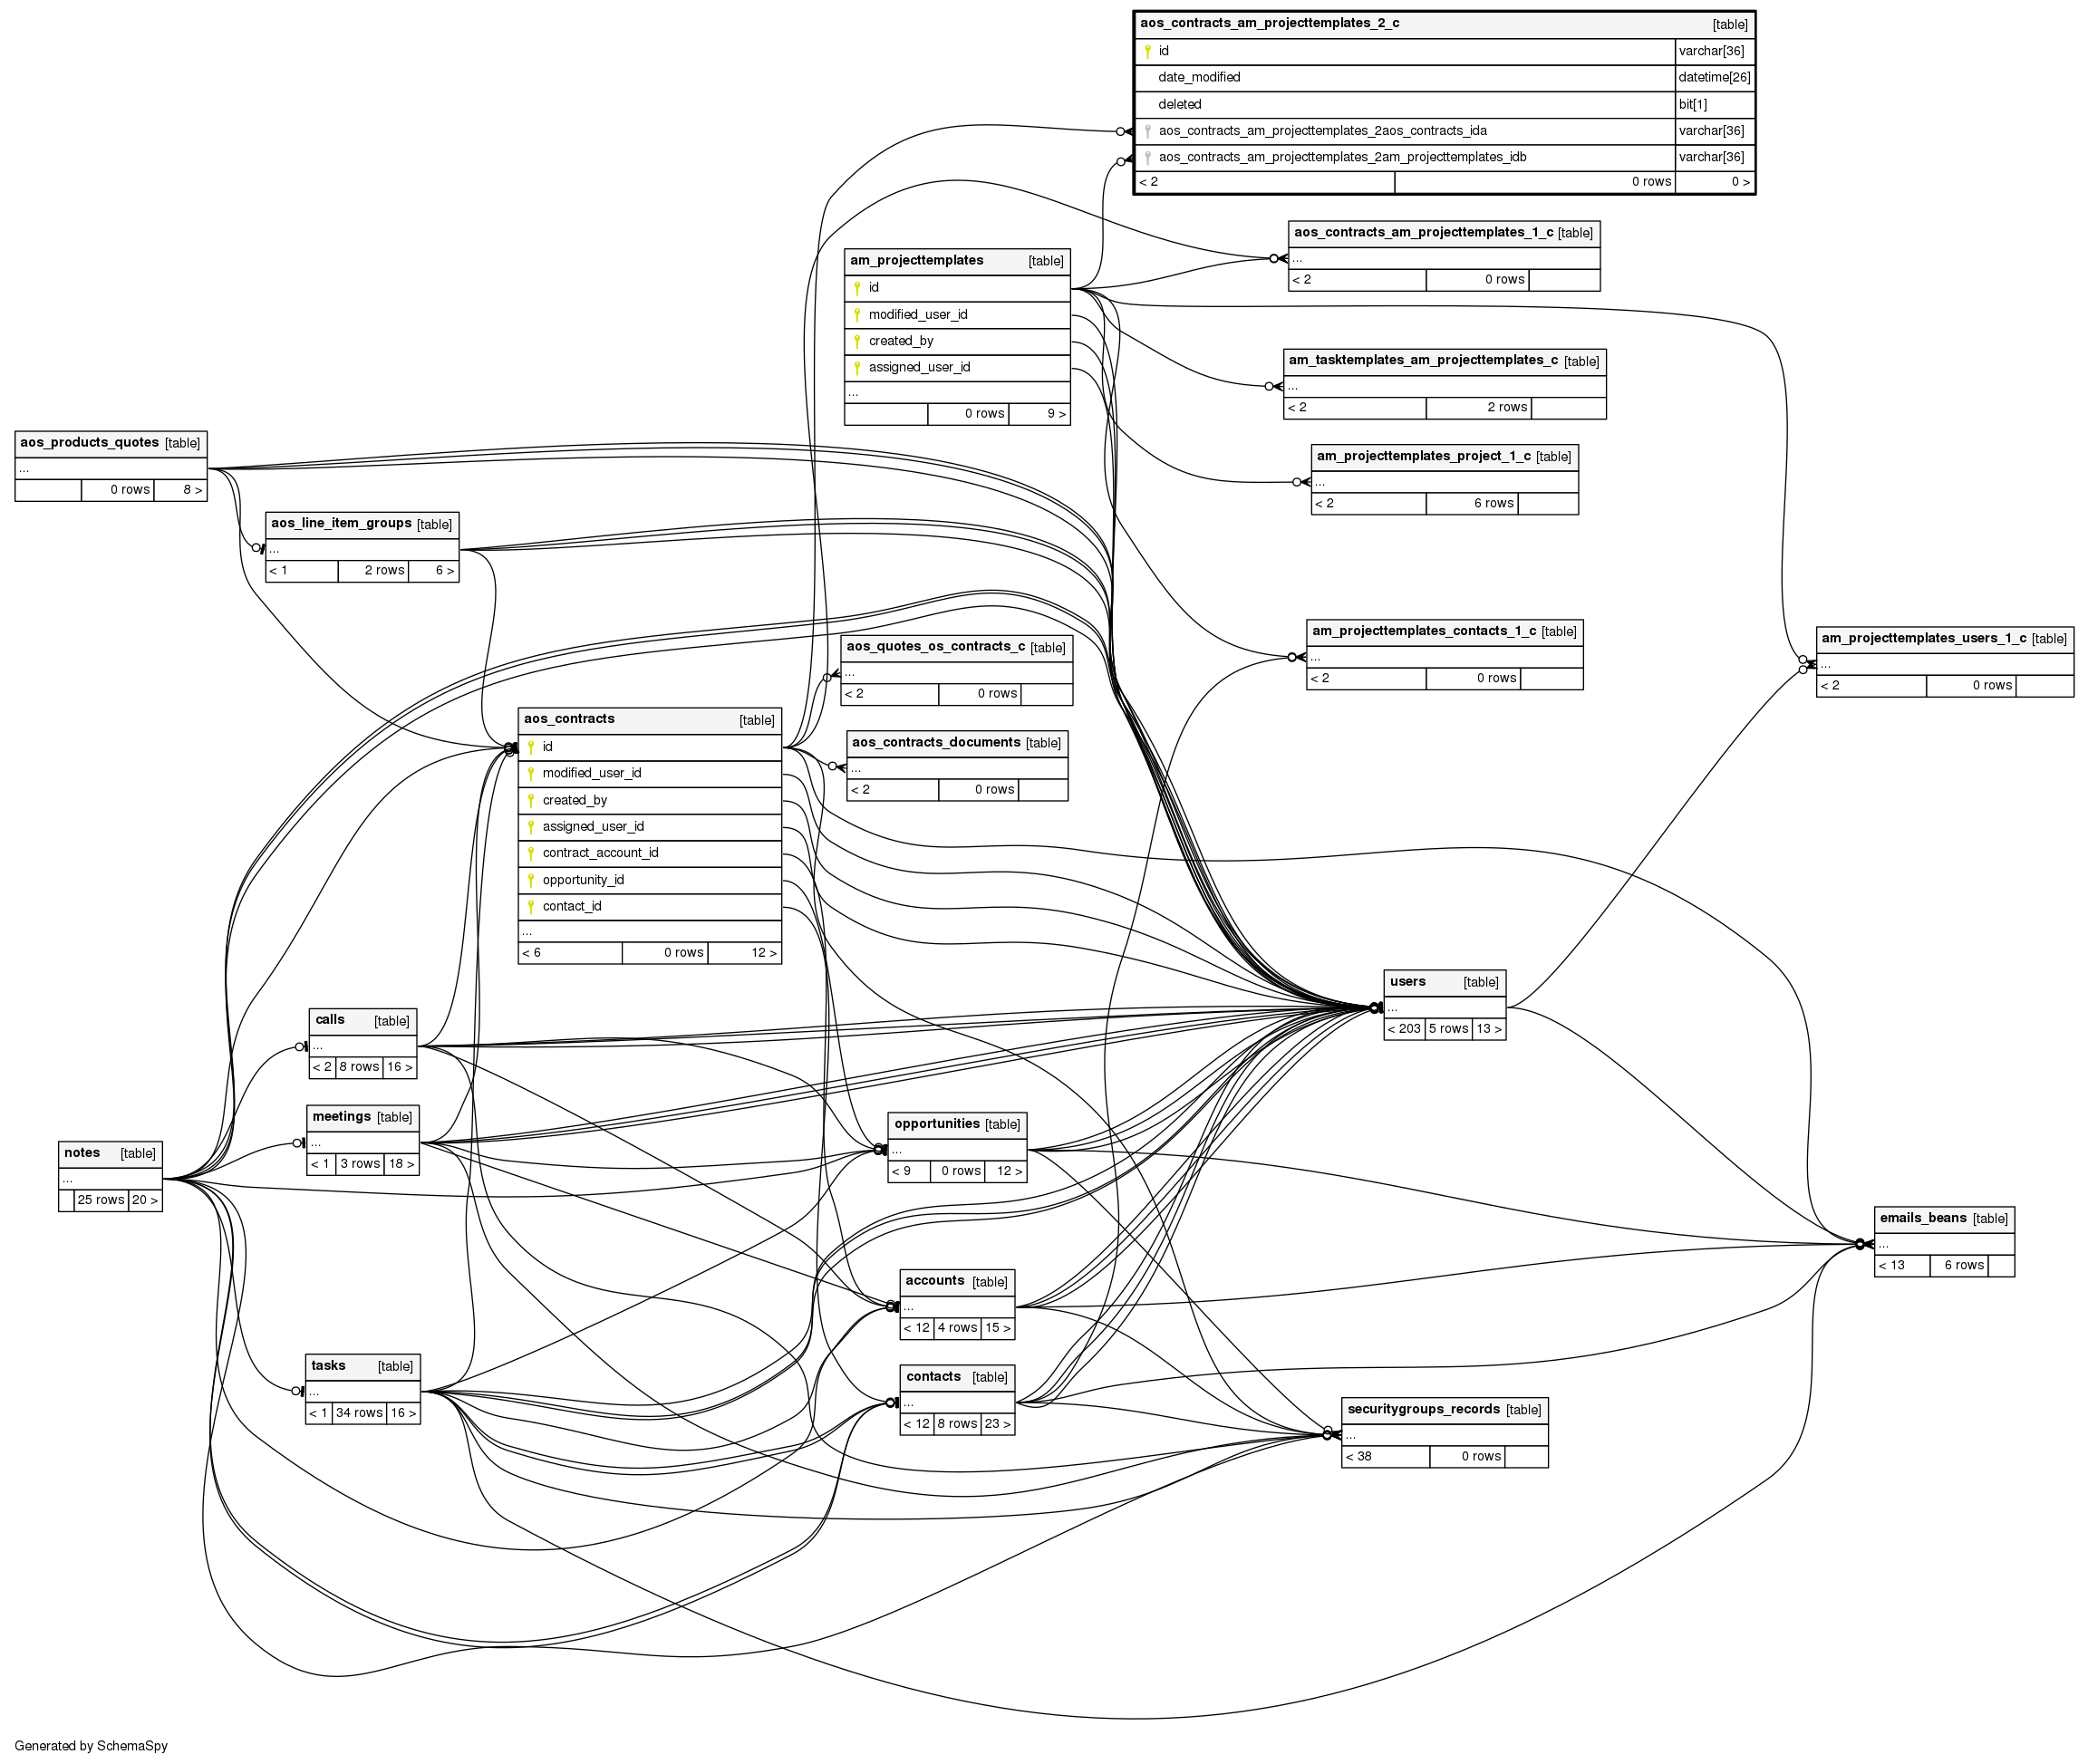 aos_contracts_am_projecttemplates_2_c [table]
id varchar[36]
date_modified datetime[26]
deleted bit[1]
aos_contracts_am_projecttemplates_2aos_contracts_ida varchar[36]
aos_contracts_am_projecttemplates_2am_projecttemplates_idb varchar[36]
< 2 0 rows 0 >
aos_contracts_am_projecttemplates_1_c [table]
...
< 2 0 rows
am_projecttemplates [table]
id
modified_user_id
created_by
assigned_user_id
...
0 rows 9 >
am_tasktemplates_am_projecttemplates_c [table]
...
< 2 2 rows
aos_products_quotes [table]
...
0 rows 8 >
am_projecttemplates_project_1_c [table]
...
< 2 6 rows
aos_line_item_groups [table]
...
< 1 2 rows 6 >
am_projecttemplates_contacts_1_c [table]
...
< 2 0 rows
am_projecttemplates_users_1_c [table]
...
< 2 0 rows
aos_quotes_os_contracts_c [table]
...
< 2 0 rows
aos_contracts [table]
id
modified_user_id
created_by
assigned_user_id
contract_account_id
opportunity_id
contact_id
...
< 6 0 rows 12 >
aos_contracts_documents [table]
...
< 2 0 rows
users [table]
...
< 203 5 rows 13 >
calls [table]
...
< 2 8 rows 16 >
meetings [table]
...
< 1 3 rows 18 >
opportunities [table]
...
< 9 0 rows 12 >
notes [table]
...
25 rows 20 >
emails_beans [table]
...
< 13 6 rows
accounts [table]
...
< 12 4 rows 15 >
tasks [table]
...
< 1 34 rows 16 >
contacts [table]
...
< 12 8 rows 23 >
securitygroups_records [table]
...
< 38 0 rows
Generated by SchemaSpy